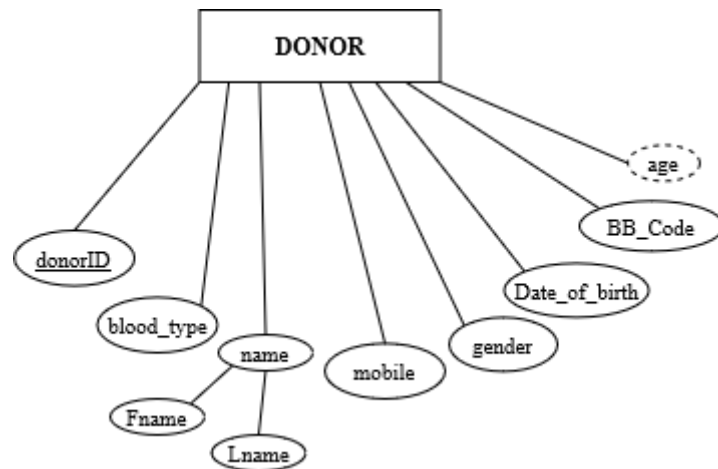 DONOR
age
BB_Code
donorID
Date_of_birth
blood_type
name
gender
mobile
Fname
Lname